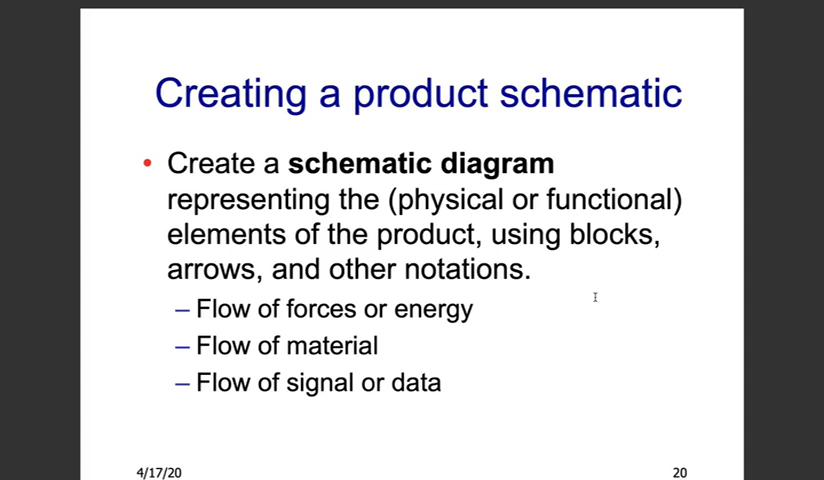 Creating a product schematic
• Create a schematic diagram
representing the (physical or functional)
elements of the product, using blocks,
arrows, and other notations.
– Flow of forces or energy
– Flow of material
– Flow of signal or data
4/17/20
20